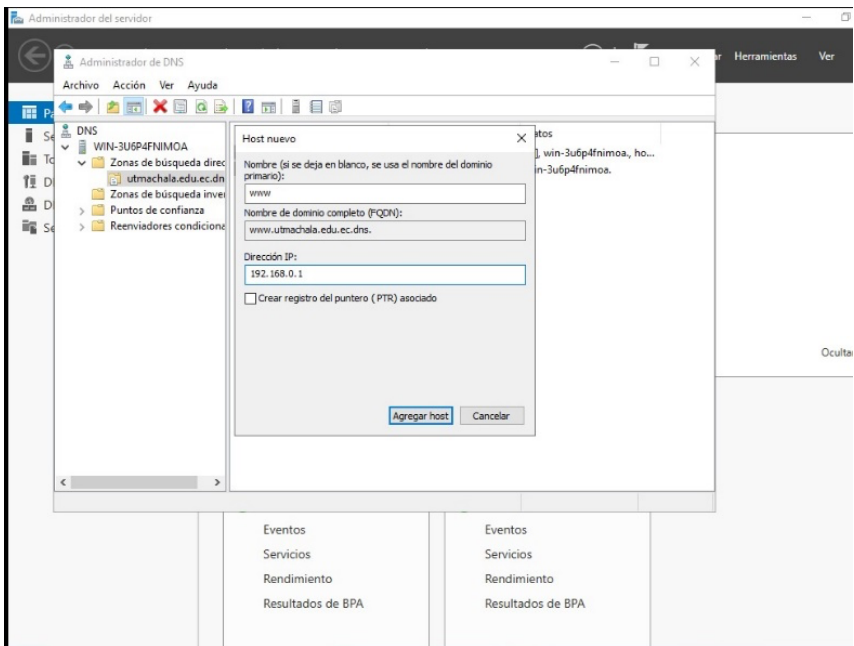 Administrador del servidor
Herramientas
Ver
Administrador de DNS
Archivo Acción Ver Ayuda
DNS
WIN-3U6P4FNIMOA
Zonas de búsqueda direc
utmachala.edu.ec.dn
Zonas de búsqueda inver
Puntos de confianza
Reenviadores condiciona
atos
], win-3u6p4fnimoa., ho...
in-3u6p4fnimoa.
Host nuevo
Nombre (si se deja en blanco, se usa el nombre del dominio
primario):
www
Nombre de dominio completo (FQDN):
www.utmachala.edu.ec.dns.
Dirección IP:
192.168.0.1
Crear registro del puntero (PTR) asociado
Agregar host
Cancelar
Ocultar
Eventos
Servicios
Rendimiento
Resultados de BPA
Eventos
Servicios
Rendimiento
Resultados de BPA